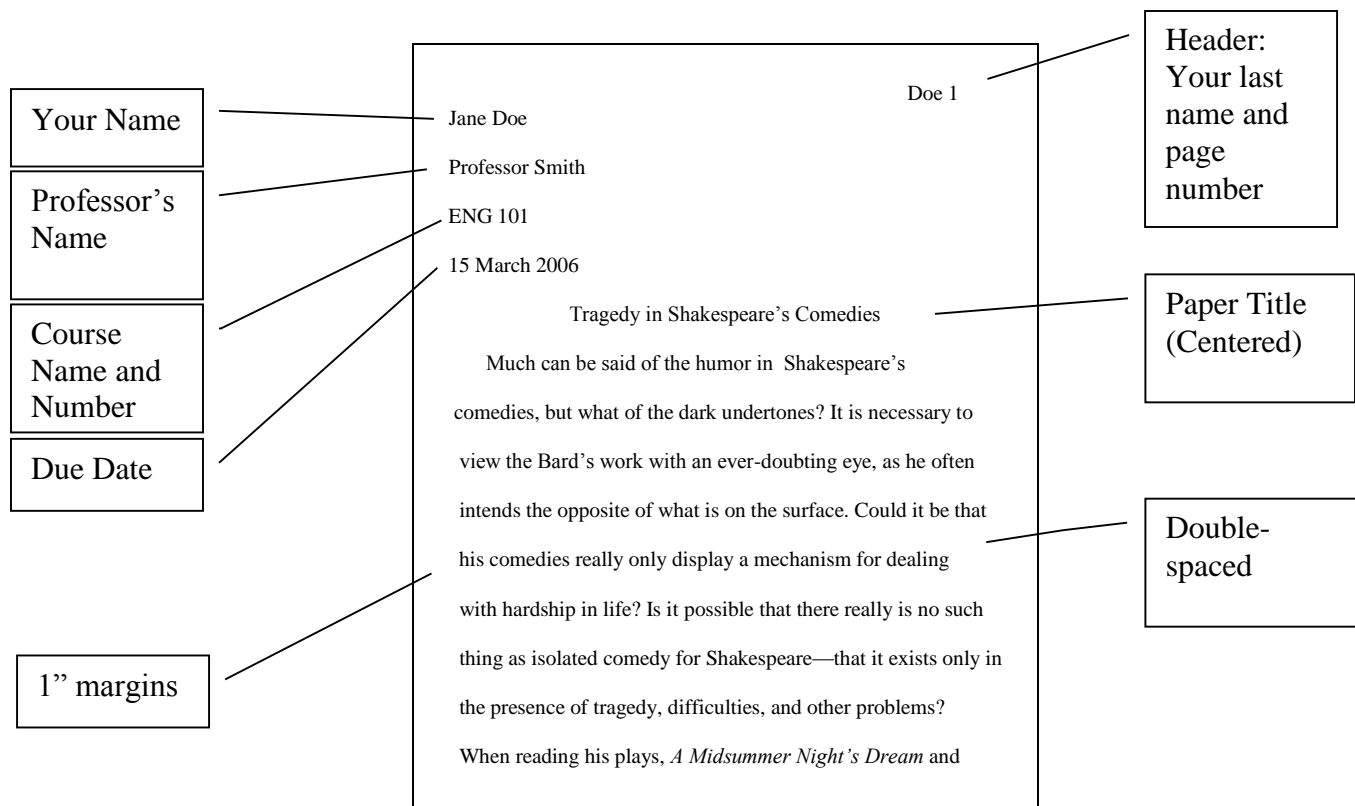 Your Name
Professor’s
Name
Course
Name and
Number
Due Date
1” margins
Doe 1
Jane Doe
Professor Smith
ENG 101
15 March 2006
Tragedy in Shakespeare’s Comedies
Much can be said of the humor in  Shakespeare’s
comedies, but what of the dark undertones? It is necessary to
view the Bard’s work with an ever-doubting eye, as he often
intends the opposite of what is on the surface. Could it be that
his comedies really only display a mechanism for dealing
with hardship in life? Is it possible that there really is no such
thing as isolated comedy for Shakespeare—that it exists only in
the presence of tragedy, difficulties, and other problems?
When reading his plays, A Midsummer Night’s Dream and
Header:
Your last
name and
page
number
Paper Title
(Centered)
Double-
spaced